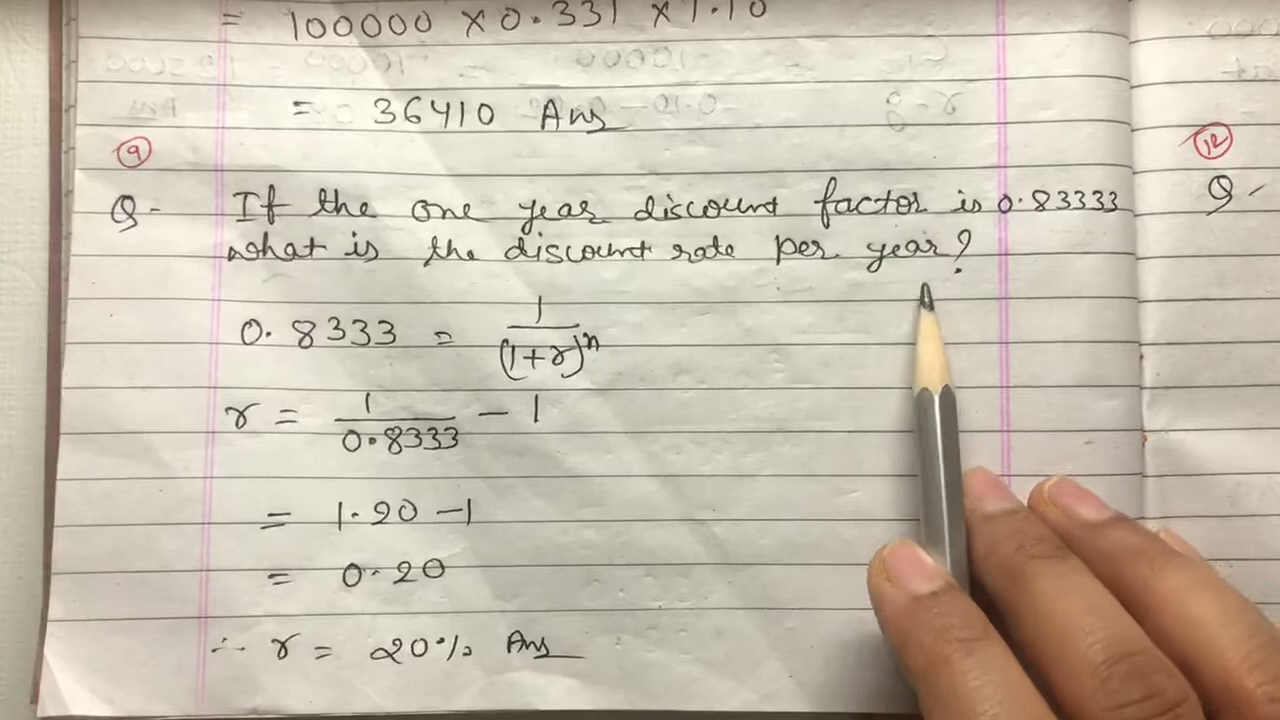 = 100000 × 0.331 × 1.10
= 36410 Ans
9
Q- If the one year discount factor is 0.83333
what is the discount rate per year?
0.8333 = 1/(1+r)^n
r = 1/0.8333 - 1
= 1.20 - 1
= 0.20
∴ r = 20% Ans
12
Q-